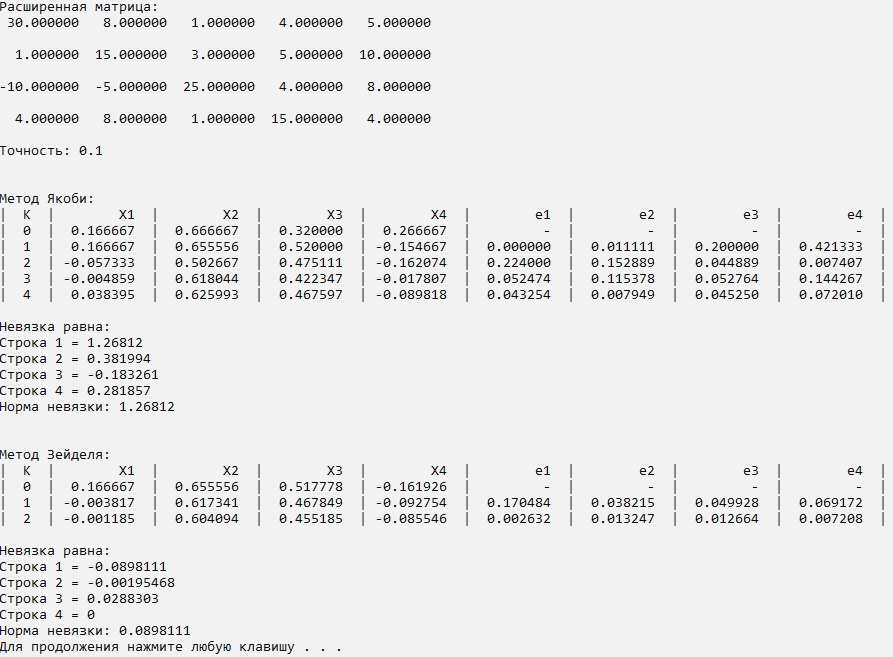 Расширенная матрица:
30.000000 8.000000 1.000000 4.000000 5.000000
1.000000 15.000000 3.000000 5.000000 10.000000
-10.000000 -5.000000 25.000000 4.000000 8.000000
4.000000 8.000000 1.000000 15.000000 4.000000
Точность: 0.1
Метод Якоби:
| K | X1 | X2 | X3 | X4 | e1 | e2 | e3 | e4 |
| 0 | 0.166667 | 0.666667 | 0.320000 | 0.266667 | - | - | - | - |
| 1 | 0.166667 | 0.655556 | 0.520000 | -0.154667 | 0.000000 | 0.011111 | 0.200000 | 0.421333 |
| 2 | -0.057333 | 0.502667 | 0.475111 | -0.162074 | 0.224000 | 0.152889 | 0.044889 | 0.007407 |
| 3 | -0.004859 | 0.618044 | 0.422347 | -0.017807 | 0.052474 | 0.115378 | 0.052764 | 0.144267 |
| 4 | 0.038395 | 0.625993 | 0.467597 | -0.089818 | 0.043254 | 0.007949 | 0.045250 | 0.072010 |
Невязка равна:
Строка 1 = 1.26812
Строка 2 = 0.381994
Строка 3 = -0.183261
Строка 4 = 0.281857
Норма невязки: 1.26812
Метод Зейделя:
| K | X1 | X2 | X3 | X4 | e1 | e2 | e3 | e4 |
| 0 | 0.166667 | 0.655556 | 0.517778 | -0.161926 | - | - | - | - |
| 1 | -0.003817 | 0.617341 | 0.467849 | -0.092754 | 0.170484 | 0.038215 | 0.049928 | 0.069172 |
| 2 | -0.001185 | 0.604094 | 0.455185 | -0.085546 | 0.002632 | 0.013247 | 0.012664 | 0.007208 |
Невязка равна:
Строка 1 = -0.0898111
Строка 2 = -0.00195468
Строка 3 = 0.0288303
Строка 4 = 0
Норма невязки: 0.0898111
Для продолжения нажмите любую клавишу . . .